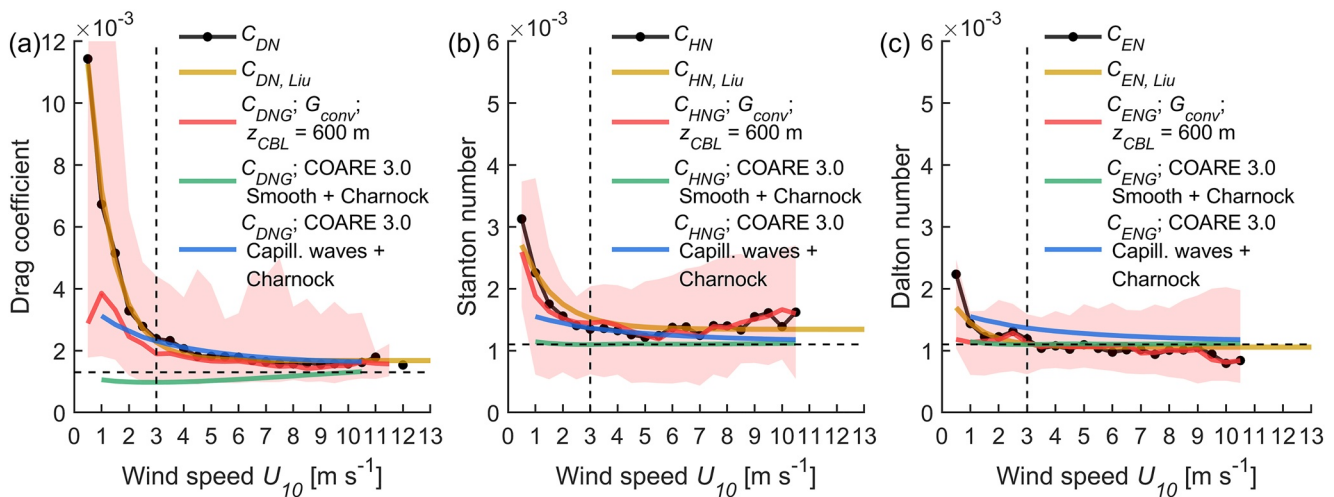 (a)
×10⁻³
12
10
8
6
4
2
0
Drag coefficient
C_DN
C_DN, Liu
C_DNG; G_conv;
z_CBL = 600 m
C_DNG; COARE 3.0
Smooth + Charnock
C_DNG; COARE 3.0
Capill. waves +
Charnock
0 1 2 3 4 5 6 7 8 9 10 11 12 13
Wind speed U_10 [m s⁻¹]
(b)
×10⁻³
6
5
4
3
2
1
0
Stanton number
C_HN
C_HN, Liu
C_HNG; G_conv;
z_CBL = 600 m
C_HNG; COARE 3.0
Smooth + Charnock
C_HNG; COARE 3.0
Capill. waves +
Charnock
0 1 2 3 4 5 6 7 8 9 10 11 12 13
Wind speed U_10 [m s⁻¹]
(c)
×10⁻³
6
5
4
3
2
1
0
Dalton number
C_EN
C_EN, Liu
C_ENG; G_conv;
z_CBL = 600 m
C_ENG; COARE 3.0
Smooth + Charnock
C_ENG; COARE 3.0
Capill. waves +
Charnock
0 1 2 3 4 5 6 7 8 9 10 11 12 13
Wind speed U_10 [m s⁻¹]